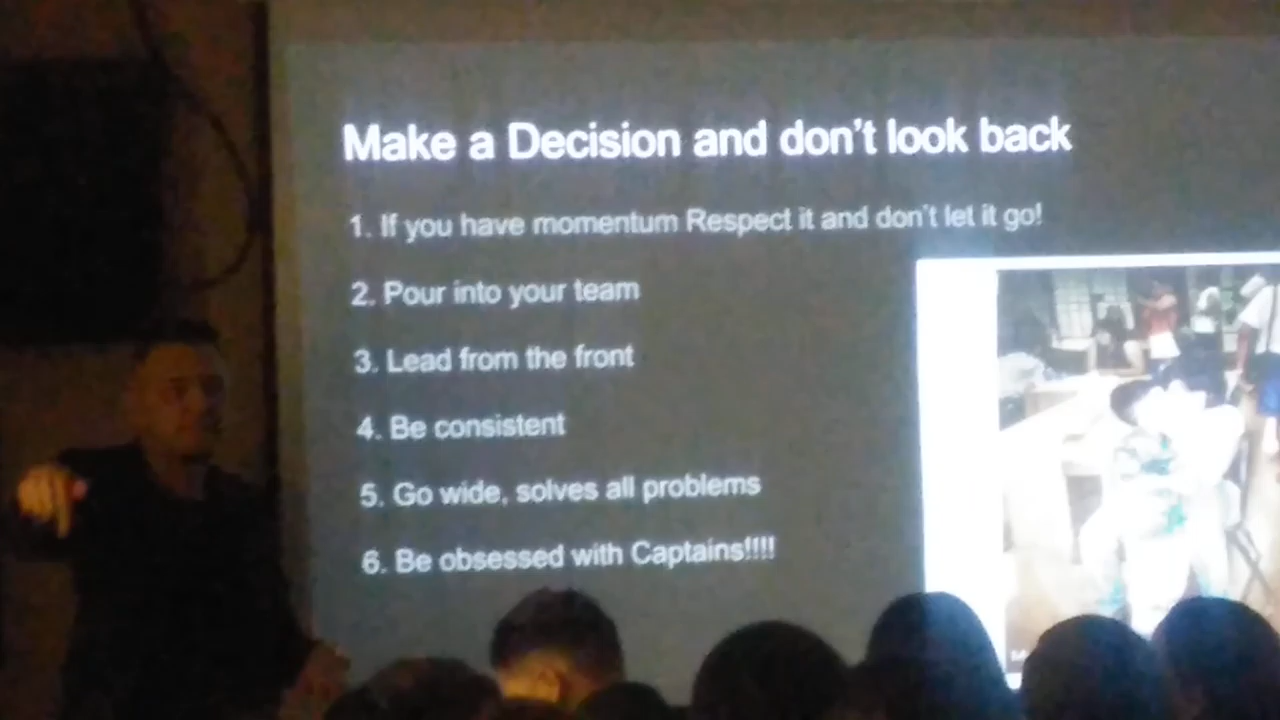 Make a Decision and don't look back
1. If you have momentum Respect it and don't let it go!
2. Pour into your team
3. Lead from the front
4. Be consistent
5. Go wide, solves all problems
6. Be obsessed with Captains!!!!